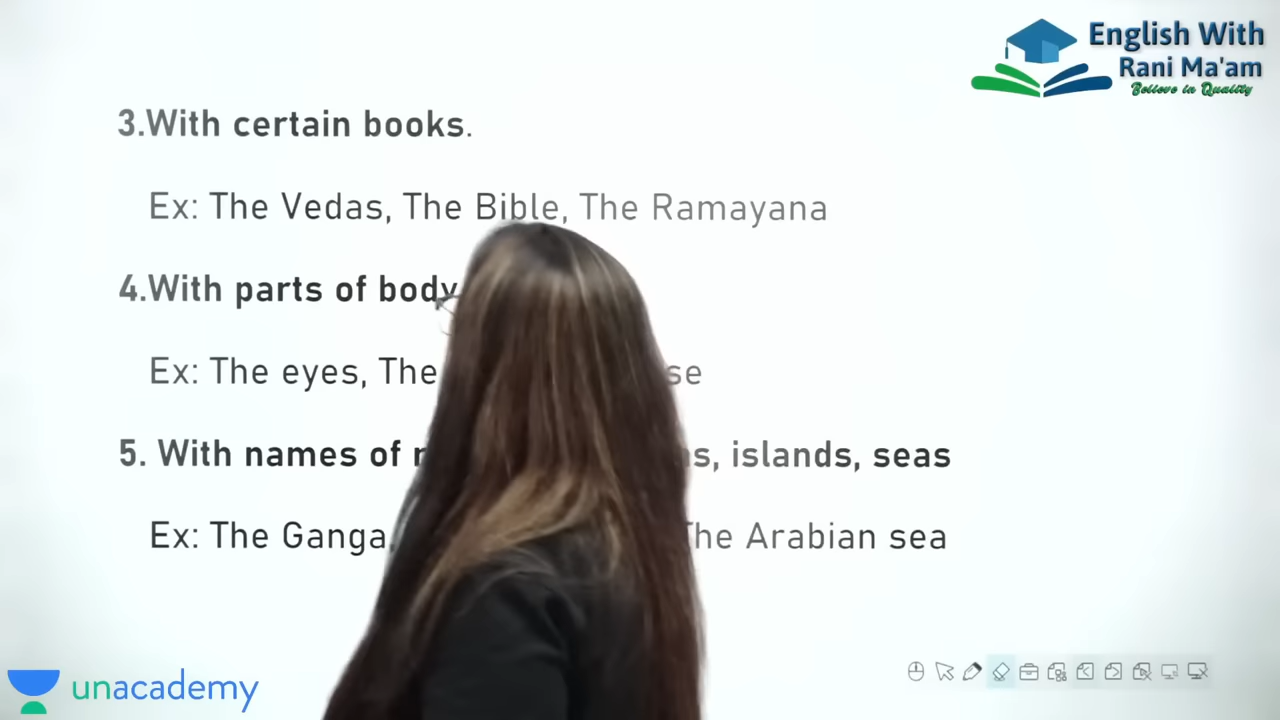 English With
Rani Ma'am
Believe in Quality
3.With certain books.
Ex: The Vedas, The Bible, The Ramayana
4.With parts of body
Ex: The eyes, The
5. With names of islands, seas
Ex: The Ganga, The Arabian sea
unacademy